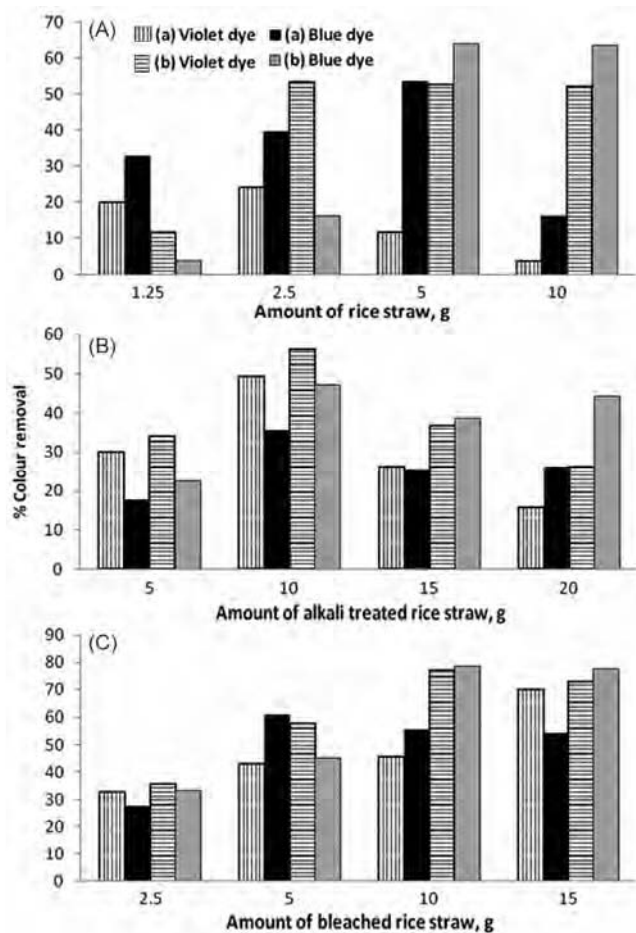 (A)
(a) Violet dye (a) Blue dye
(b) Violet dye (b) Blue dye
70
60
50
40
30
20
10
0
1.25 2.5 5 10
Amount of rice straw, g
(B)
60
50
40
30
20
10
0
% Colour removal
5 10 15 20
Amount of alkali treated rice straw, g
(C)
90
80
70
60
50
40
30
20
10
0
2.5 5 10 15
Amount of bleached rice straw, g